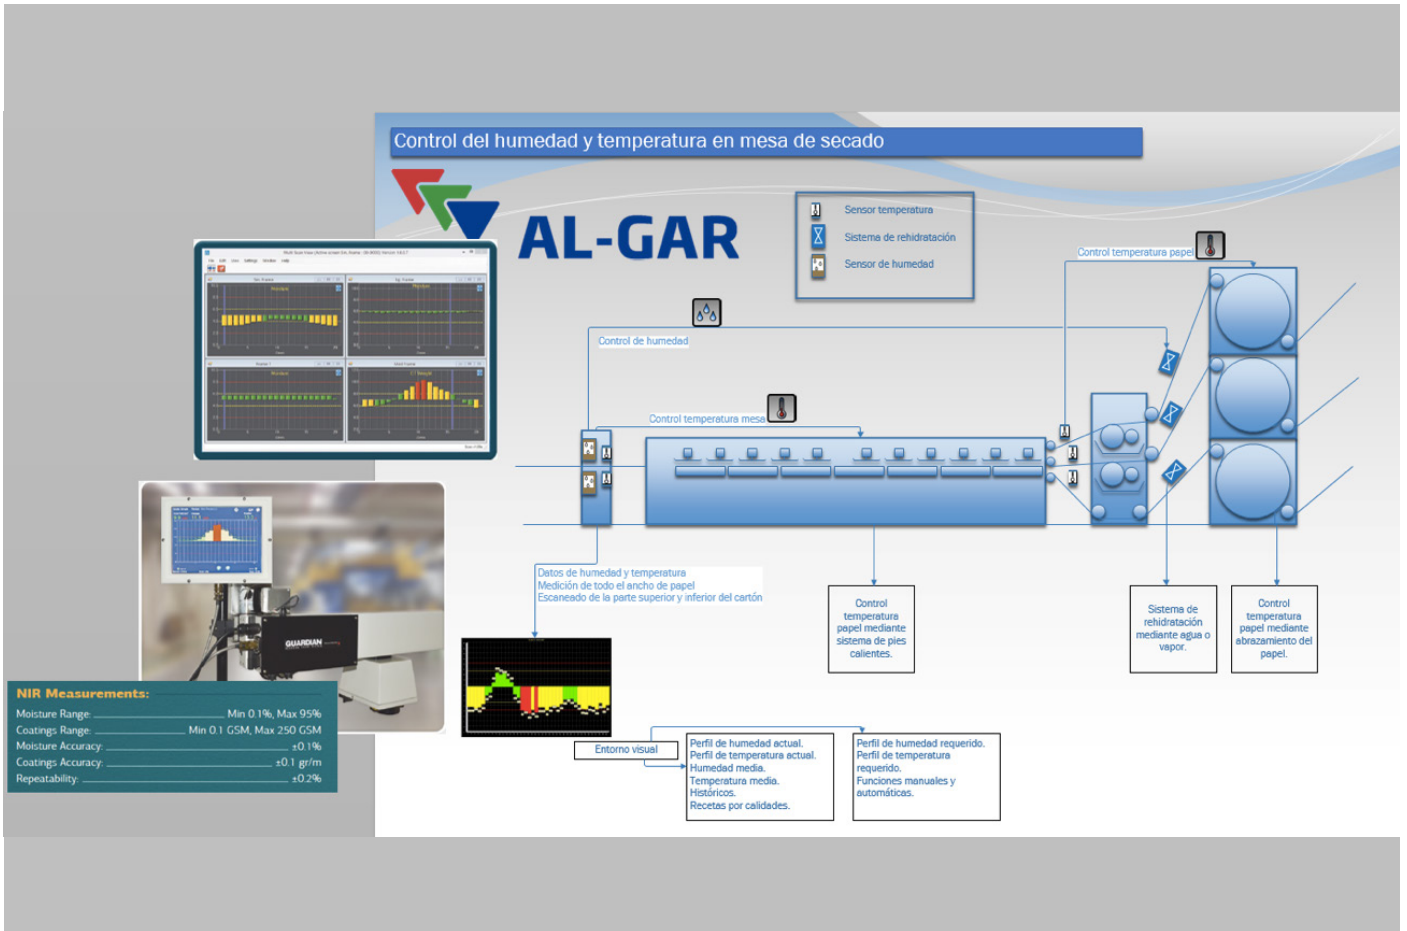 Control del humedad y temperatura en mesa de secado
AL-GAR
Sensor temperatura
Sistema de rehidratación
Sensor de humedad
Control temperatura papel
Control de humedad
Control temperatura mesa
Datos de humedad y temperatura
Medición de todo el ancho de papel
Escaneado de la parte superior y inferior del cartón
Control
temperatura
papel mediante
sistema de pies
calientes.
Sistema de
rehidratación
mediante agua o
vapor.
Control
temperatura
papel mediante
abrazamiento del
papel.
Entorno visual
Perfil de humedad actual.
Perfil de temperatura actual.
Humedad media.
Temperatura media.
Históricos.
Recetas por calidades.
Perfil de humedad requerido.
Perfil de temperatura
requerido.
Funciones manuales y
automáticas.
GUARDIAN
NIR Measurements:
Moisture Range: Min 0.1%, Max 95%
Coatings Range: Min 0.1 GSM, Max 250 GSM
Moisture Accuracy: ±0.1%
Coatings Accuracy: ±0.1 gr/m
Repeatability: ±0.2%